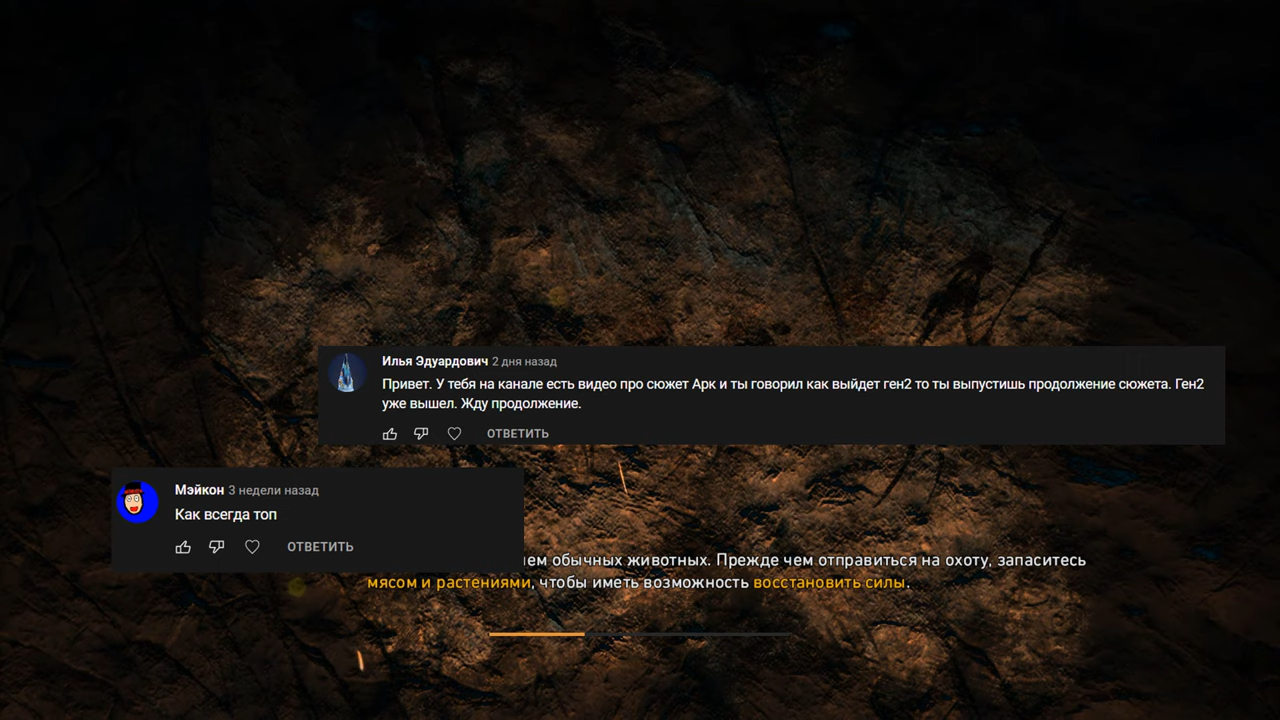 Илья Эдуардович 2 дня назад
Привет. У тебя на канале есть видео про сюжет Арк и ты говорил как выйдет ген2 то ты выпустишь продолжение сюжета. Ген2
уже вышел. Жду продолжение.
ОТВЕТИТЬ
Мэйкон 3 недели назад
Как всегда топ
ОТВЕТИТЬ
обычных животных. Прежде чем отправиться на охоту, запаситесь
мясом и растениями, чтобы иметь возможность восстановить силы.